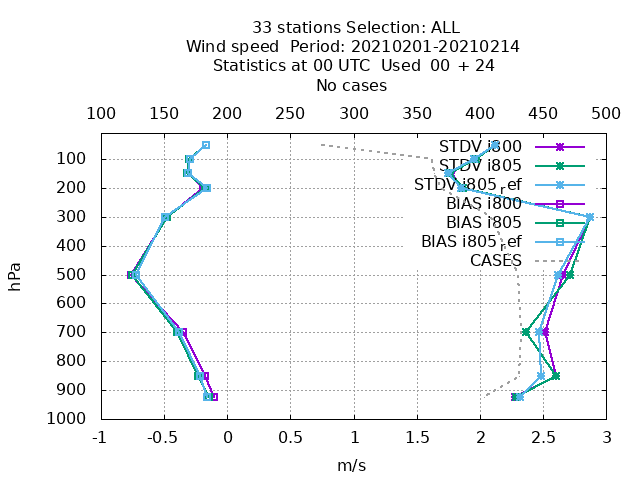 33 stations Selection: ALL
Wind speed  Period: 20210201-20210214
Statistics at 00 UTC  Used  00 + 24
No cases
100 150 200 250 300 350 400 450 500
STDV i800
STDV i805
STDV i805ref
BIAS i800
BIAS i805
BIAS i805ref
CASES
100
200
300
400
500
600
700
800
900
1000
hPa
-1 -0.5 0 0.5 1 1.5 2 2.5 3
m/s